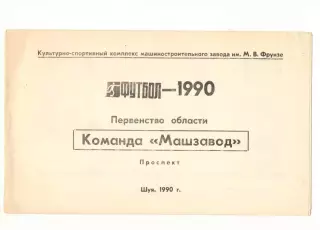 Культурно-спортивный комплекс машиностроительного завода им. М. В. Фрунзе
ФУТБОЛ—1990
Первенство области
Команда «Машзавод»
Проспект
Шуя, 1990 г.